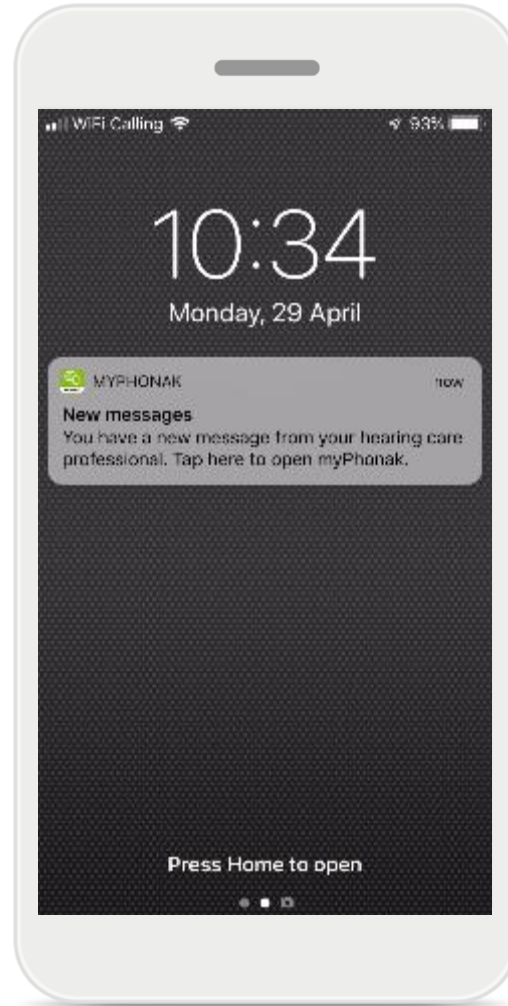 WiFi Calling 93%
10:34
Monday, 29 April
MYPHONAK now
New messages
You have a new message from your hearing care
professional. Tap here to open myPhonak.
Press Home to open